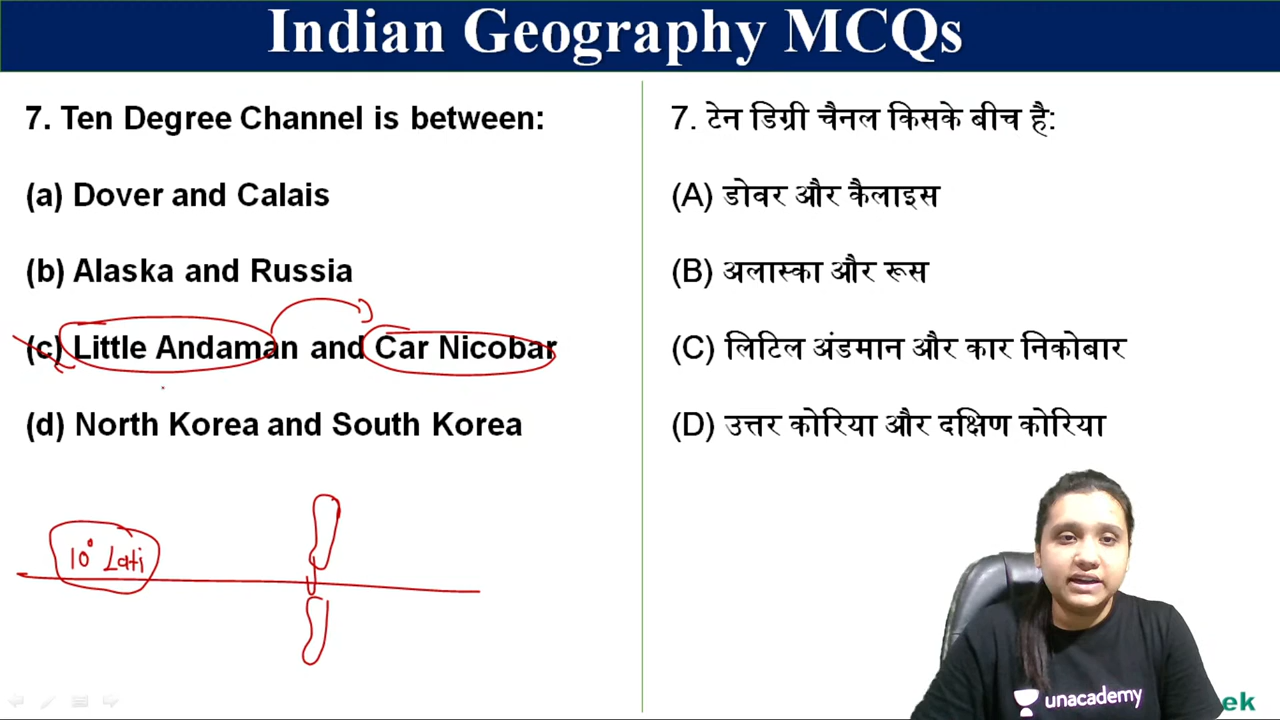 Indian Geography MCQs
7. Ten Degree Channel is between:
(a) Dover and Calais
(b) Alaska and Russia
(c) Little Andaman and Car Nicobar
(d) North Korea and South Korea
10° Lati
7. टेन डिग्री चैनल किसके बीच है:
(A) डोवर और कैलाइस
(B) अलास्का और रूस
(C) लिटिल अंडमान और कार निकोबार
(D) उत्तर कोरिया और दक्षिण कोरिया
unacademy
ek